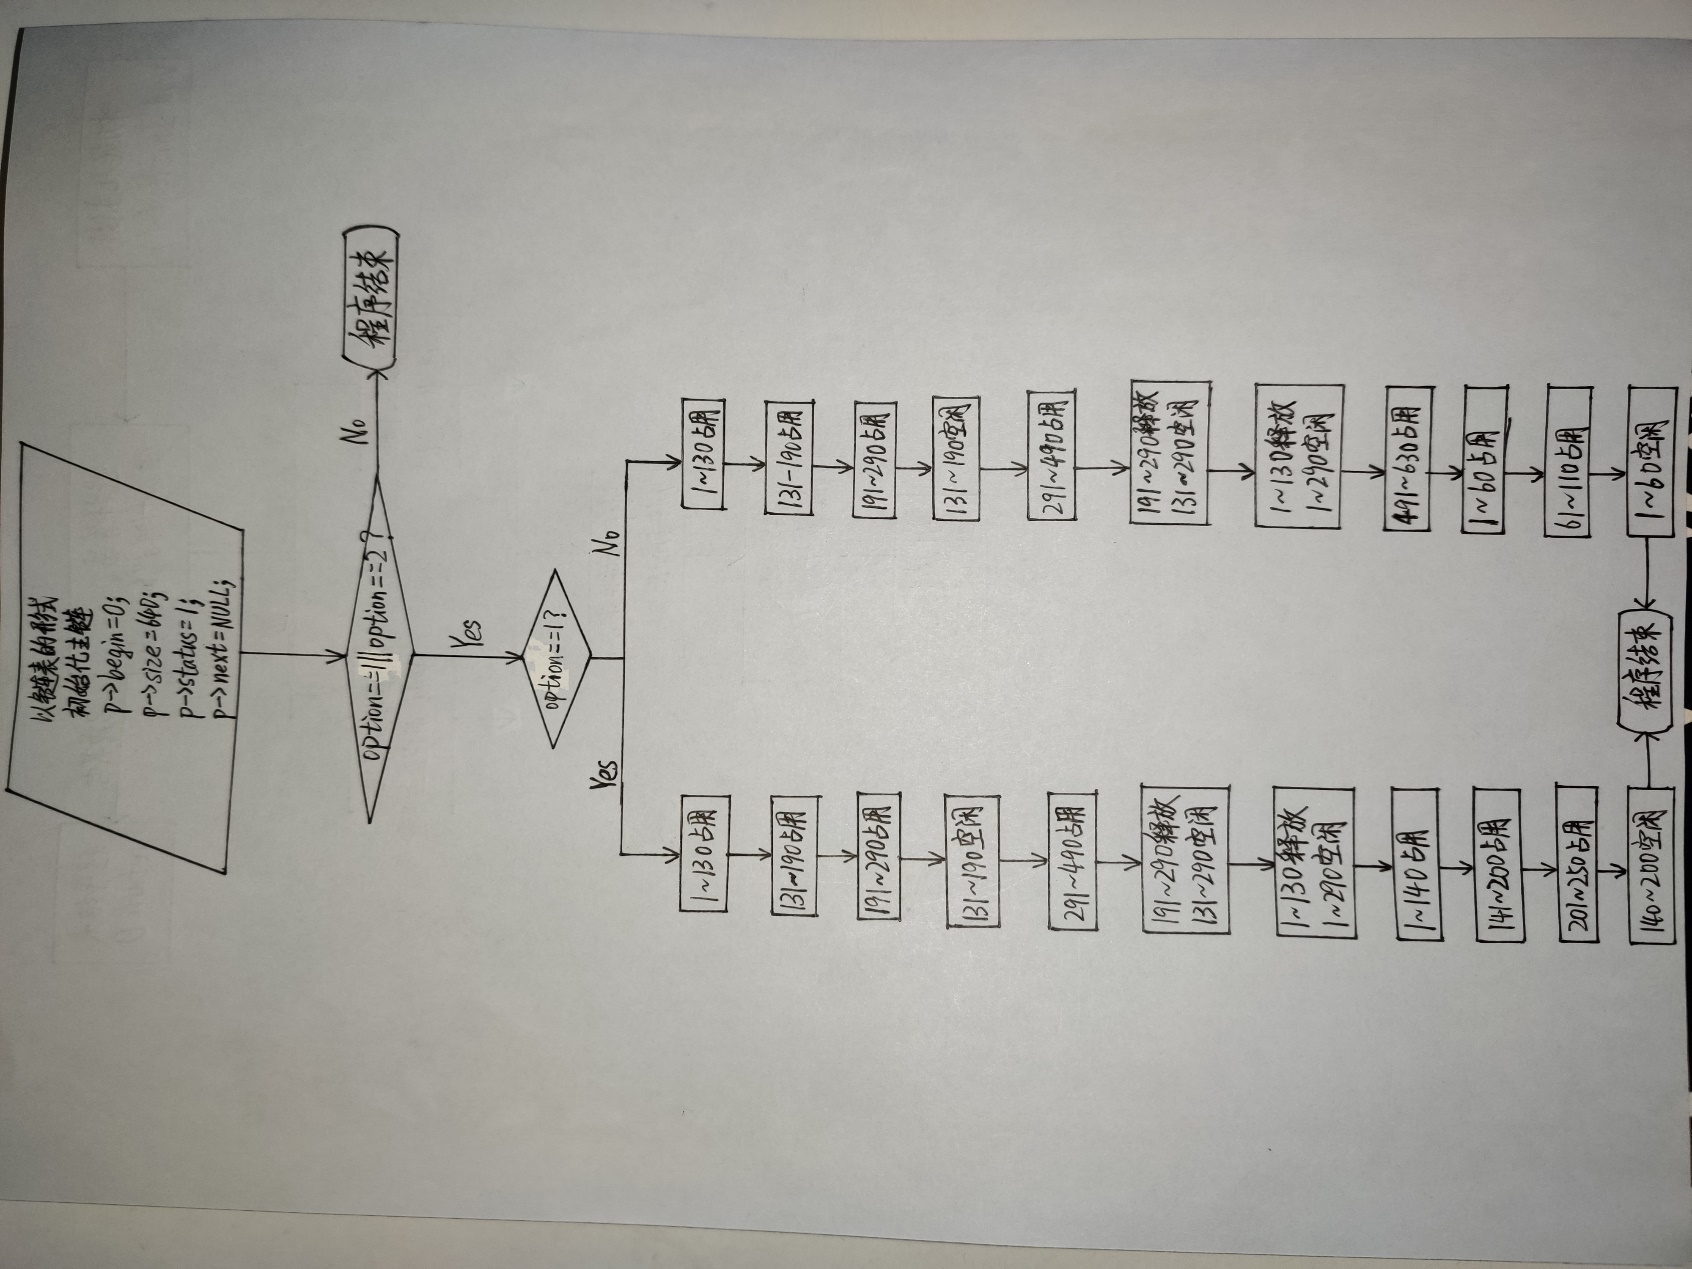 以链表的形式
初始化主链
p->begin=0;
p->size=640;
p->status=1;
p->next=NULL;
option==1||option==2?
No
程序结束
Yes
option==1?
Yes
1~130占用
131~190占用
191~290占用
131~190空闲
291~490占用
191~290释放
131~290空闲
1~130释放
1~290空闲
1~140占用
141~200占用
201~250占用
140~200空闲
No
1~130占用
131-190占用
191~290占用
131~190空闲
291~490占用
191~290释放
131~290空闲
1~130释放
1~290空闲
491~630占用
1~60占用
61~110占用
1~60空闲
程序结束